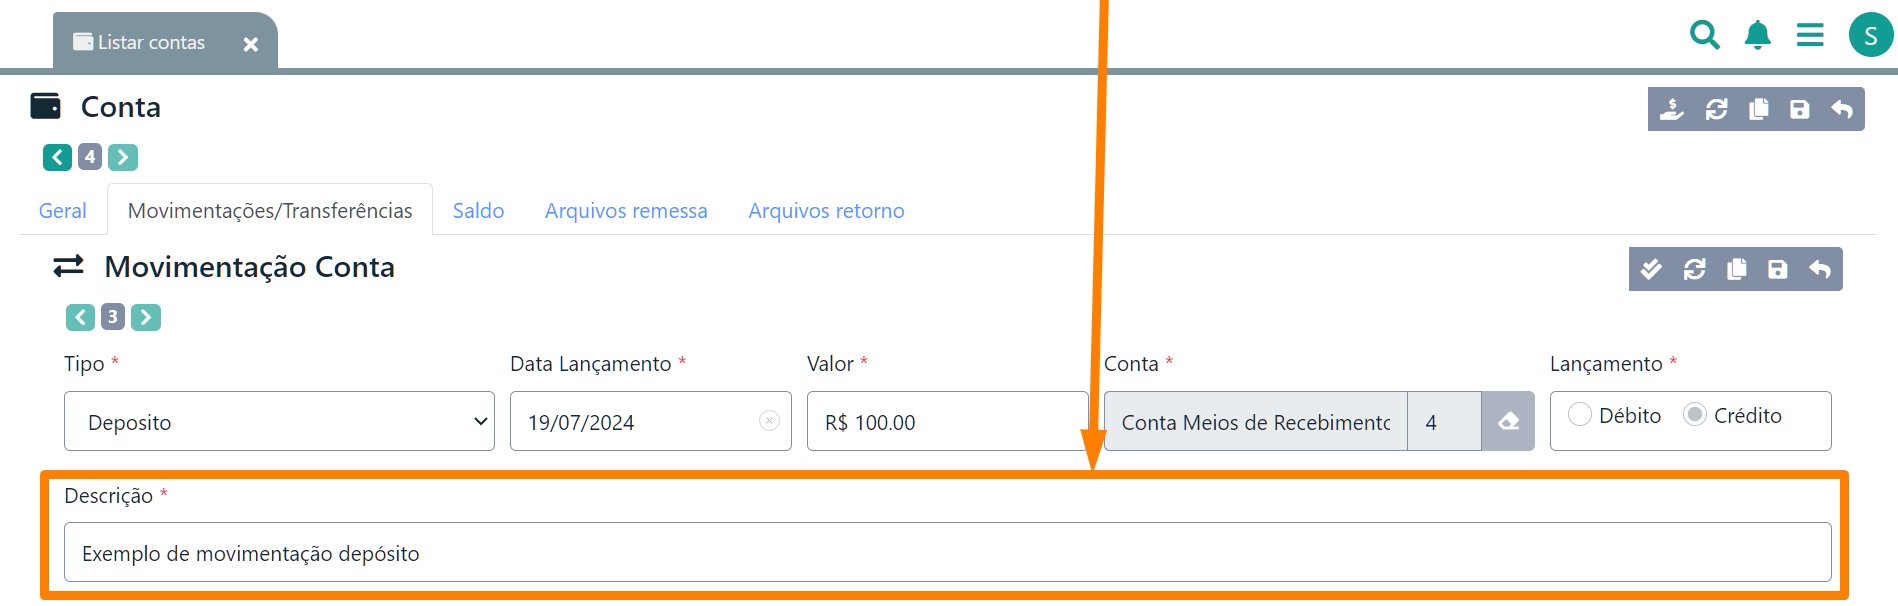 Listar contas
S
Conta
4
Geral Movimentações/Transferências Saldo Arquivos remessa Arquivos retorno
Movimentação Conta
3
Tipo * Data Lançamento * Valor * Conta * Lançamento *
Deposito 19/07/2024 R$ 100.00 Conta Meios de Recebimento 4 Débito Crédito
Descrição *
Exemplo de movimentação depósito